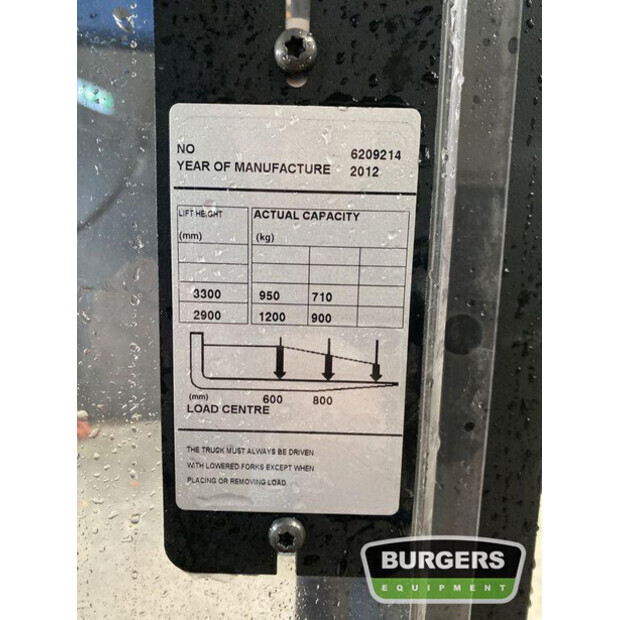 NO 6209214
YEAR OF MANUFACTURE 2012
LIFT HEIGHT ACTUAL CAPACITY
(mm) (kg)
3300 950 710
2900 1200 900
(mm) 600 800
LOAD CENTRE
THE TRUCK MUST ALWAYS BE DRIVEN
WITH LOWERED FORKS EXCEPT WHEN
PLACING OR REMOVING LOAD
BURGERS
EQUIPMENT